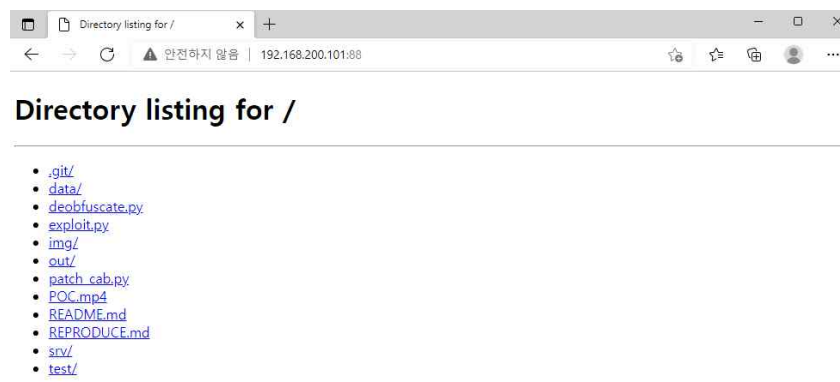 Directory listing for /
안전하지 않음 | 192.168.200.101:88
Directory listing for /
.git/
data/
deobfuscate.py
exploit.py
img/
out/
patch_cab.py
POC.mp4
README.md
REPRODUCE.md
srv/
test/